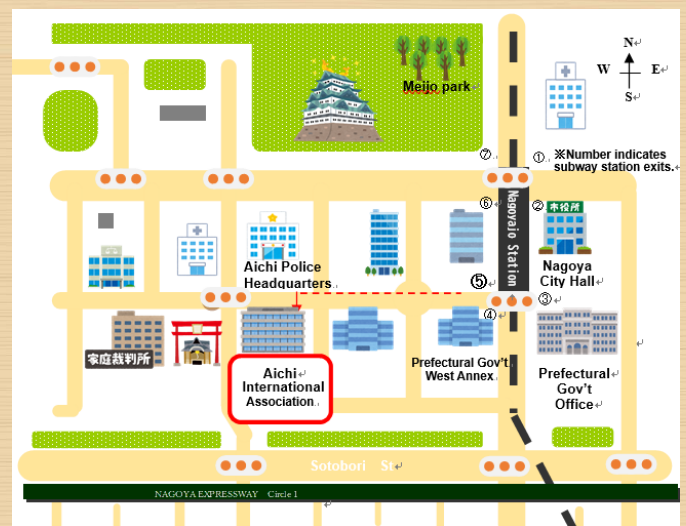 N
W E
S
Meijo park
⑦
①
※Number indicates
subway station exits.
⑥
②
市役所
Nagoyajo Station
Aichi Police
Headquarters
Nagoya
City Hall
⑤
④
③
家庭裁判所
Aichi
International
Association
Prefectural Gov't
West Annex
Prefectural
Gov't
Office
Sotobori St
NAGOYA EXPRESSWAY Circle 1